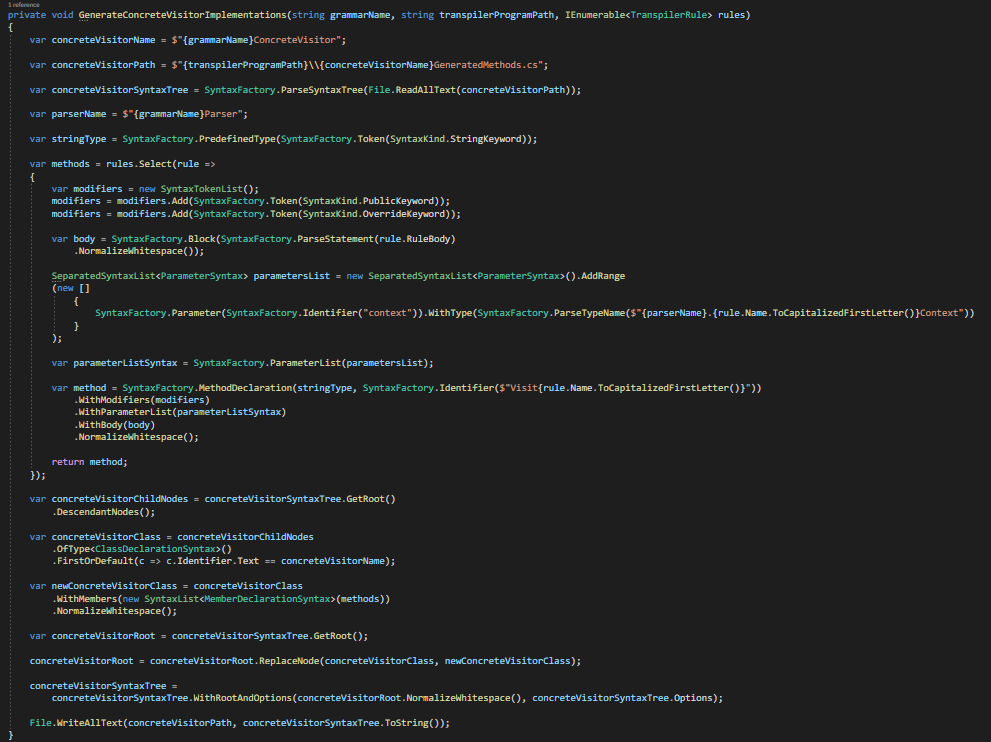 1 reference
private void GenerateConcreteVisitorImplementations(string grammarName, string transpilerProgramPath, IEnumerable<TranspilerRule> rules)
{
var concreteVisitorName = $"{grammarName}ConcreteVisitor";
var concreteVisitorPath = $"{transpilerProgramPath}\\{concreteVisitorName}GeneratedMethods.cs";
var concreteVisitorSyntaxTree = SyntaxFactory.ParseSyntaxTree(File.ReadAllText(concreteVisitorPath));
var parserName = $"{grammarName}Parser";
var stringType = SyntaxFactory.PredefinedType(SyntaxFactory.Token(SyntaxKind.StringKeyword));
var methods = rules.Select(rule =>
{
var modifiers = new SyntaxTokenList();
modifiers = modifiers.Add(SyntaxFactory.Token(SyntaxKind.PublicKeyword));
modifiers = modifiers.Add(SyntaxFactory.Token(SyntaxKind.OverrideKeyword));
var body = SyntaxFactory.Block(SyntaxFactory.ParseStatement(rule.RuleBody)
.NormalizeWhitespace());
SeparatedSyntaxList<ParameterSyntax> parametersList = new SeparatedSyntaxList<ParameterSyntax>().AddRange
(new []
{
SyntaxFactory.Parameter(SyntaxFactory.Identifier("context")).WithType(SyntaxFactory.ParseTypeName($"{parserName}.{rule.Name.ToCapitalizedFirstLetter()}Context"))
}
);
var parameterListSyntax = SyntaxFactory.ParameterList(parametersList);
var method = SyntaxFactory.MethodDeclaration(stringType, SyntaxFactory.Identifier($"Visit{rule.Name.ToCapitalizedFirstLetter()}"))
.WithModifiers(modifiers)
.WithParameterList(parameterListSyntax)
.WithBody(body)
.NormalizeWhitespace();
return method;
});
var concreteVisitorChildNodes = concreteVisitorSyntaxTree.GetRoot()
.DescendantNodes();
var concreteVisitorClass = concreteVisitorChildNodes
.OfType<ClassDeclarationSyntax>()
.FirstOrDefault(c => c.Identifier.Text == concreteVisitorName);
var newConcreteVisitorClass = concreteVisitorClass
.WithMembers(new SyntaxList<MemberDeclarationSyntax>(methods))
.NormalizeWhitespace();
var concreteVisitorRoot = concreteVisitorSyntaxTree.GetRoot();
concreteVisitorRoot = concreteVisitorRoot.ReplaceNode(concreteVisitorClass, newConcreteVisitorClass);
concreteVisitorSyntaxTree =
concreteVisitorSyntaxTree.WithRootAndOptions(concreteVisitorRoot.NormalizeWhitespace(), concreteVisitorSyntaxTree.Options);
File.WriteAllText(concreteVisitorPath, concreteVisitorSyntaxTree.ToString());
}